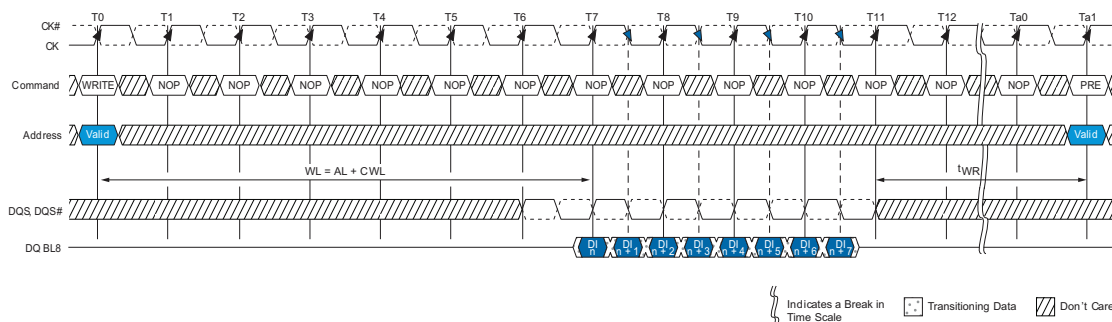 T0 T1 T2 T3 T4 T5 T6 T7 T8 T9 T10 T11 T12 Ta0 Ta1
CK#
CK
Command WRITE NOP NOP NOP NOP NOP NOP NOP NOP NOP NOP NOP NOP NOP PRE
Address Valid Valid
WL = AL + CWL tWR
DQS, DQS#
DQ BL8 DI n DI n + 1 DI n + 2 DI n + 3 DI n + 4 DI n + 5 DI n + 6 DI n + 7
Indicates a Break in
Time Scale
Transitioning Data
Don't Care